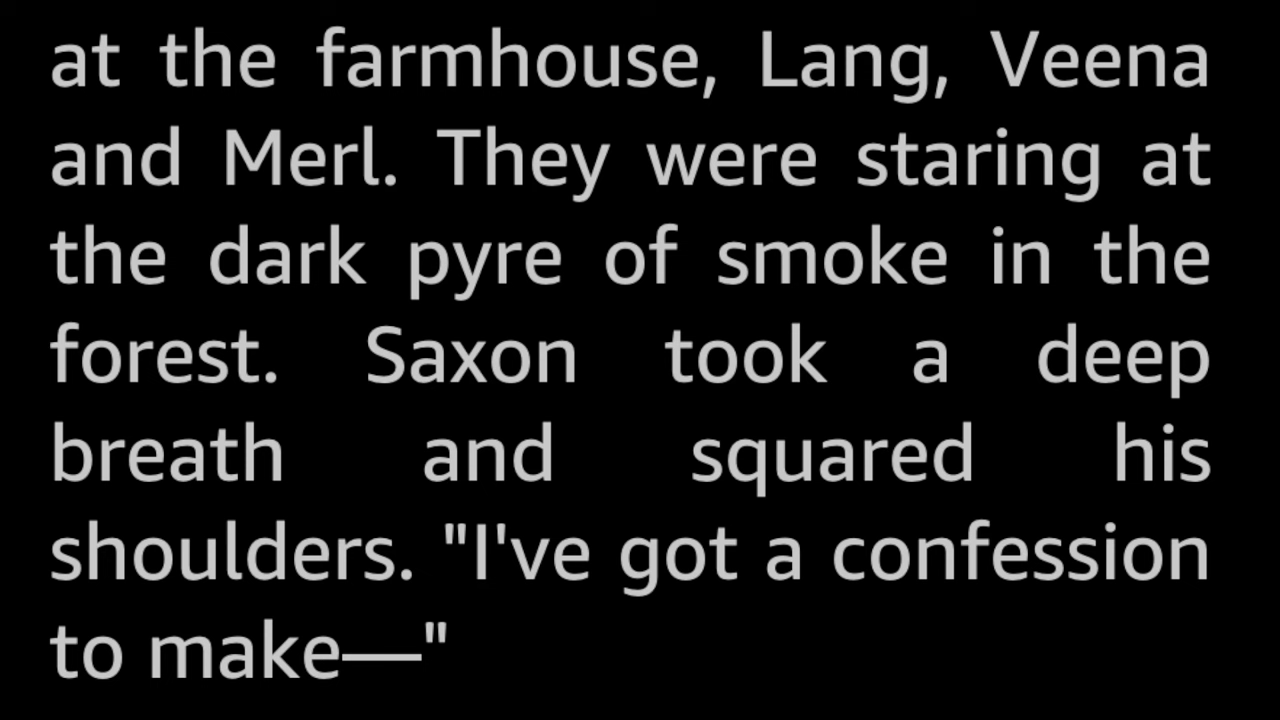 at the farmhouse, Lang, Veena
and Merl. They were staring at
the dark pyre of smoke in the
forest. Saxon took a deep
breath and squared his
shoulders. "I've got a confession
to make—"